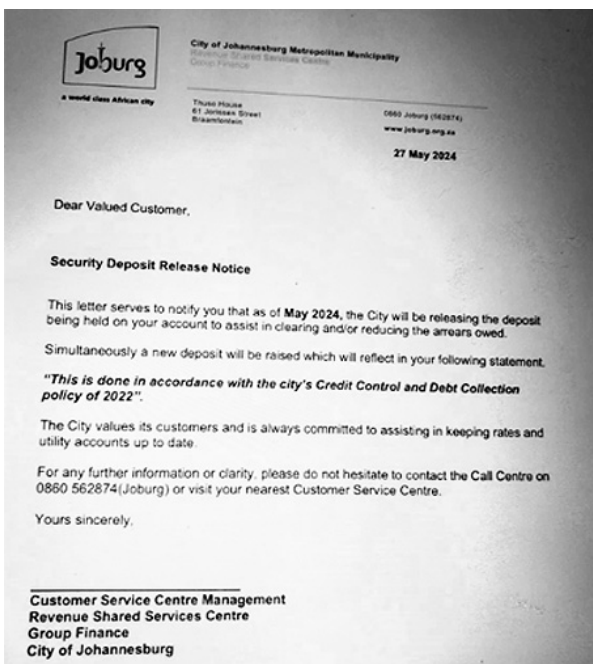 Joburg
a world class African city
City of Johannesburg Metropolitan Municipality
Revenue Shared Services Centre
Group Finance
Thuso House
61 Jorissen Street
Braamfontein
0860 Joburg (562874)
www.joburg.org.za
27 May 2024
Dear Valued Customer,
Security Deposit Release Notice
This letter serves to notify you that as of May 2024, the City will be releasing the deposit
being held on your account to assist in clearing and/or reducing the arrears owed.
Simultaneously a new deposit will be raised which will reflect in your following statement.
"This is done in accordance with the city's Credit Control and Debt Collection
policy of 2022".
The City values its customers and is always committed to assisting in keeping rates and
utility accounts up to date.
For any further information or clarity, please do not hesitate to contact the Call Centre on
0860 562874(Joburg) or visit your nearest Customer Service Centre.
Yours sincerely,
Customer Service Centre Management
Revenue Shared Services Centre
Group Finance
City of Johannesburg